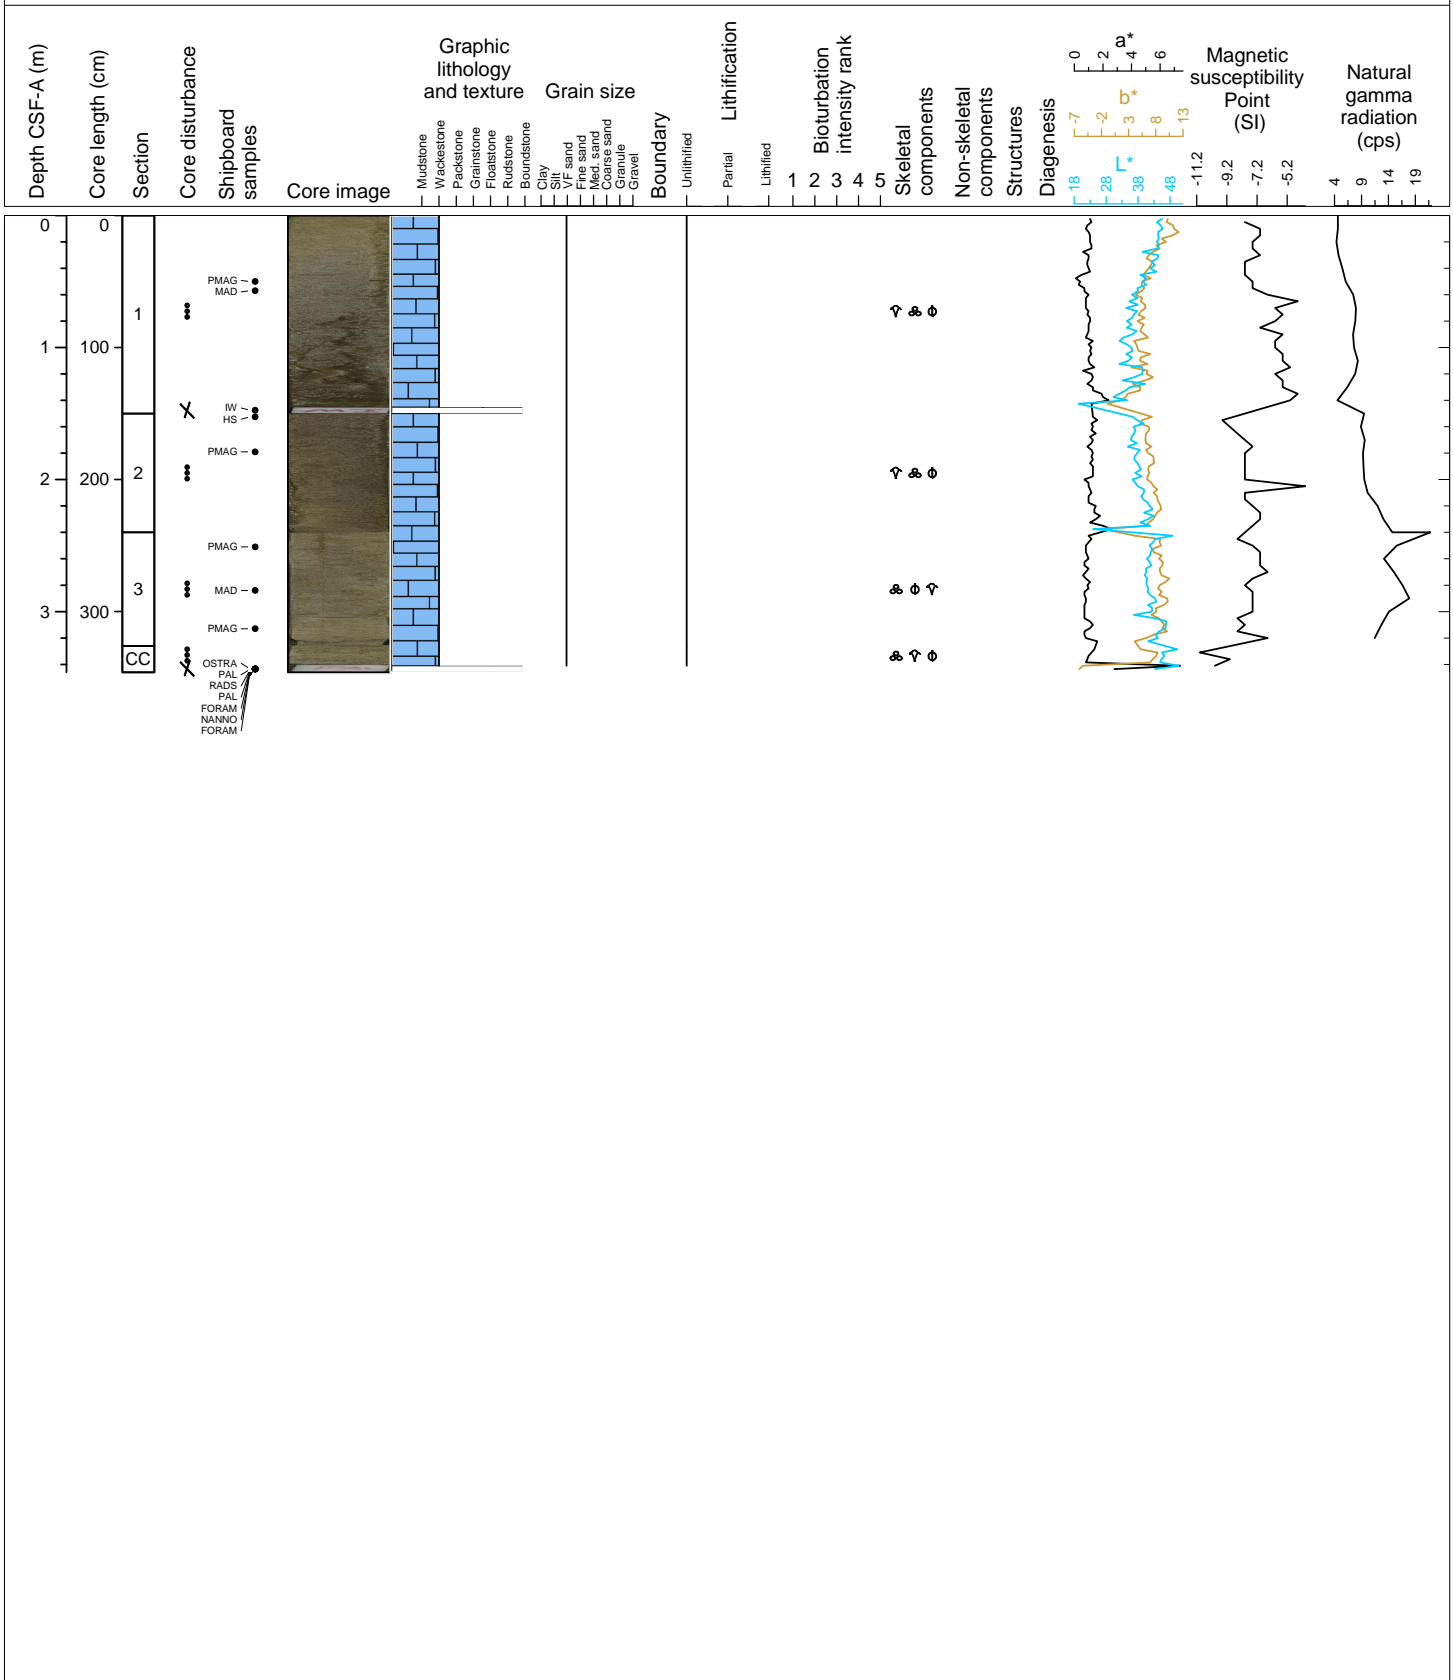 Depth CSF-A (m)
Core length (cm)
Section
Core disturbance
Shipboard
samples
Core image
Graphic
lithology
and texture
Mudstone
Wackestone
Packstone
Grainstone
Floatstone
Rudstone
Boundstone
Grain size
Clay
Silt
VF sand
Fine sand
Med. sand
Coarse sand
Granule
Gravel
Boundary
Lithification
Unlithified
Partial
Lithified
Bioturbation
intensity rank
1 2 3 4 5
Skeletal
components
Non-skeletal
components
Structures
Diagenesis
a*
0 2 4 6
b*
-7 -2 3 8 13
L*
18 28 38 48
Magnetic
susceptibility
Point
(SI)
-11.2 -9.2 -7.2 -5.2
Natural
gamma
radiation
(cps)
4 9 14 19
0 0
PMAG
MAD
1
1 100
IW
HS
PMAG
2 200 2
PMAG
3 MAD
3 300
PMAG
CC
OSTRA
PAL
RADS
PAL
FORAM
NANNO
FORAM